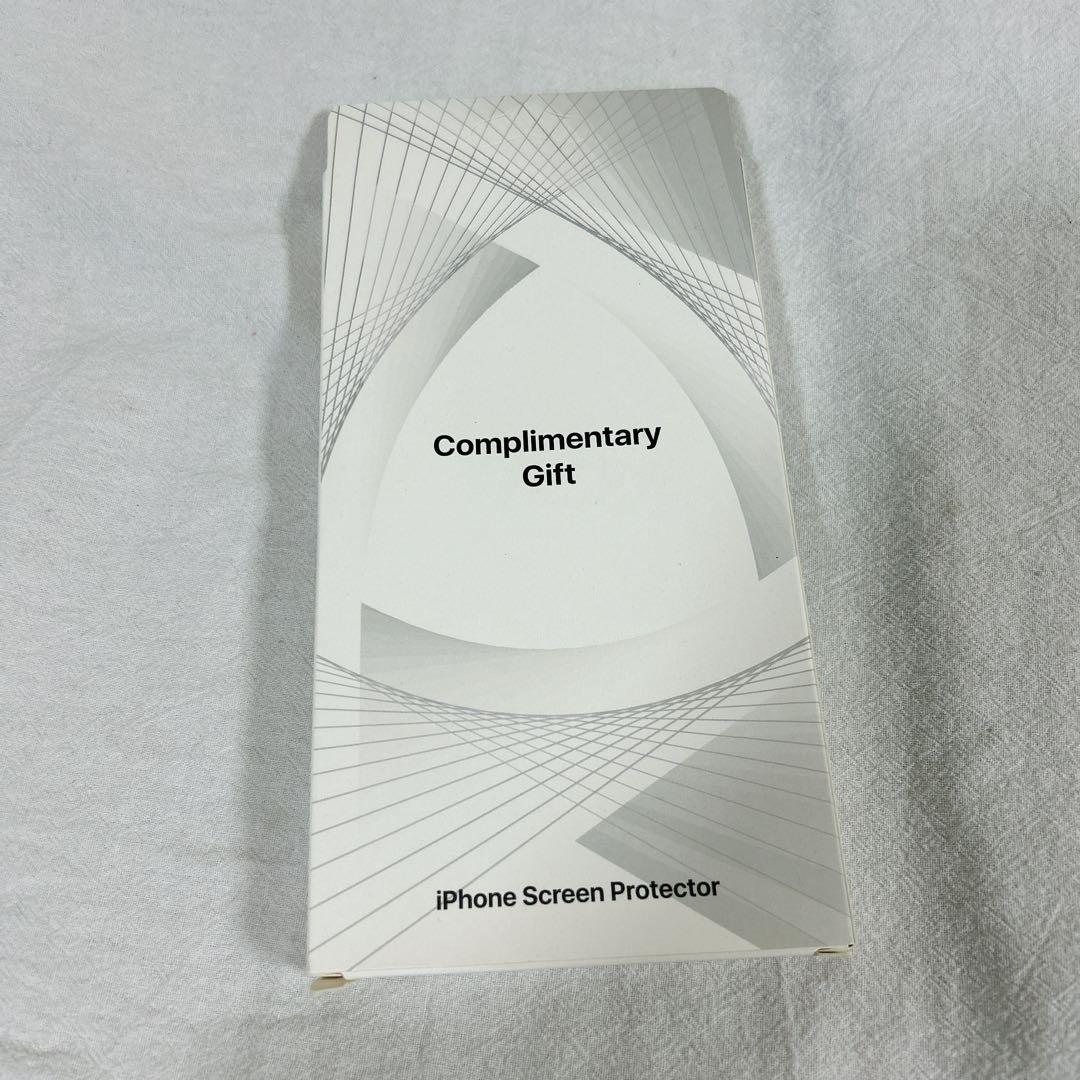 Complimentary
Gift
iPhone Screen Protector